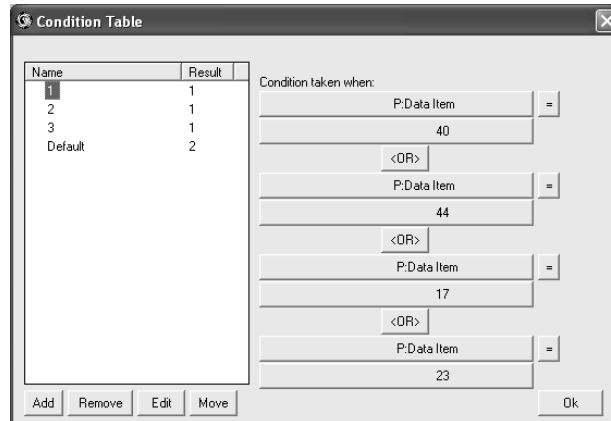 Condition Table
Name Result
1 1
2 1
3 1
Default 2
Add Remove Edit Move
Condition taken when:
P:Data Item =
40
<OR>
P:Data Item =
44
<OR>
P:Data Item =
17
<OR>
P:Data Item =
23
Ok